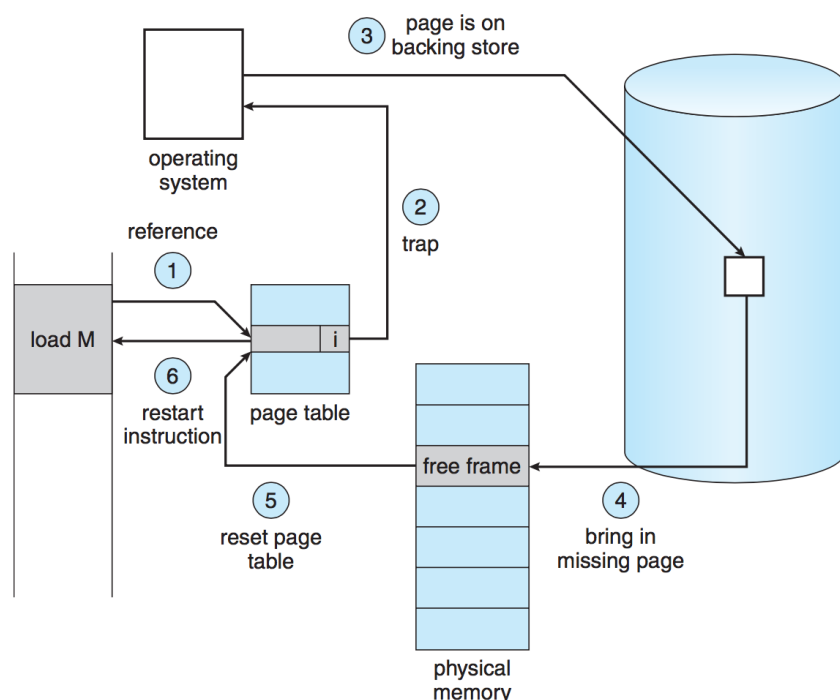 3
page is on
backing store
operating
system
2
trap
reference
1
load M
i
6
restart
instruction
page table
free frame
5
reset page
table
4
bring in
missing page
physical
memory